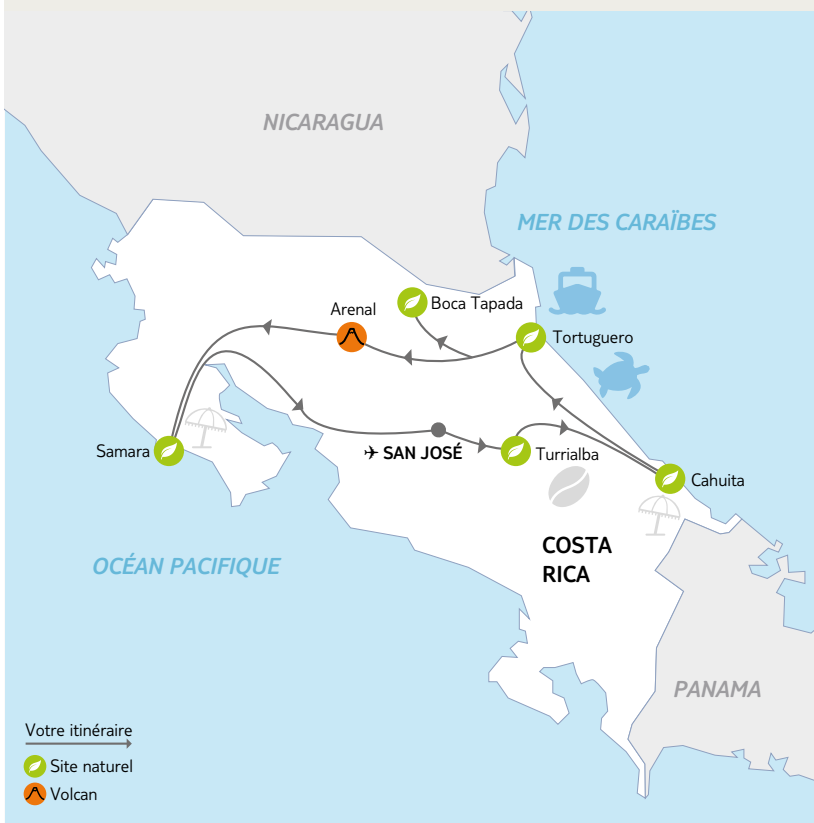 NICARAGUA
MER DES CARAÏBES
Boca Tapada
Arenal
Tortuguero
Samara
✈ SAN JOSÉ
Turrialba
Cahuita
COSTA
RICA
OCÉAN PACIFIQUE
PANAMA
Votre itinéraire
Site naturel
Volcan